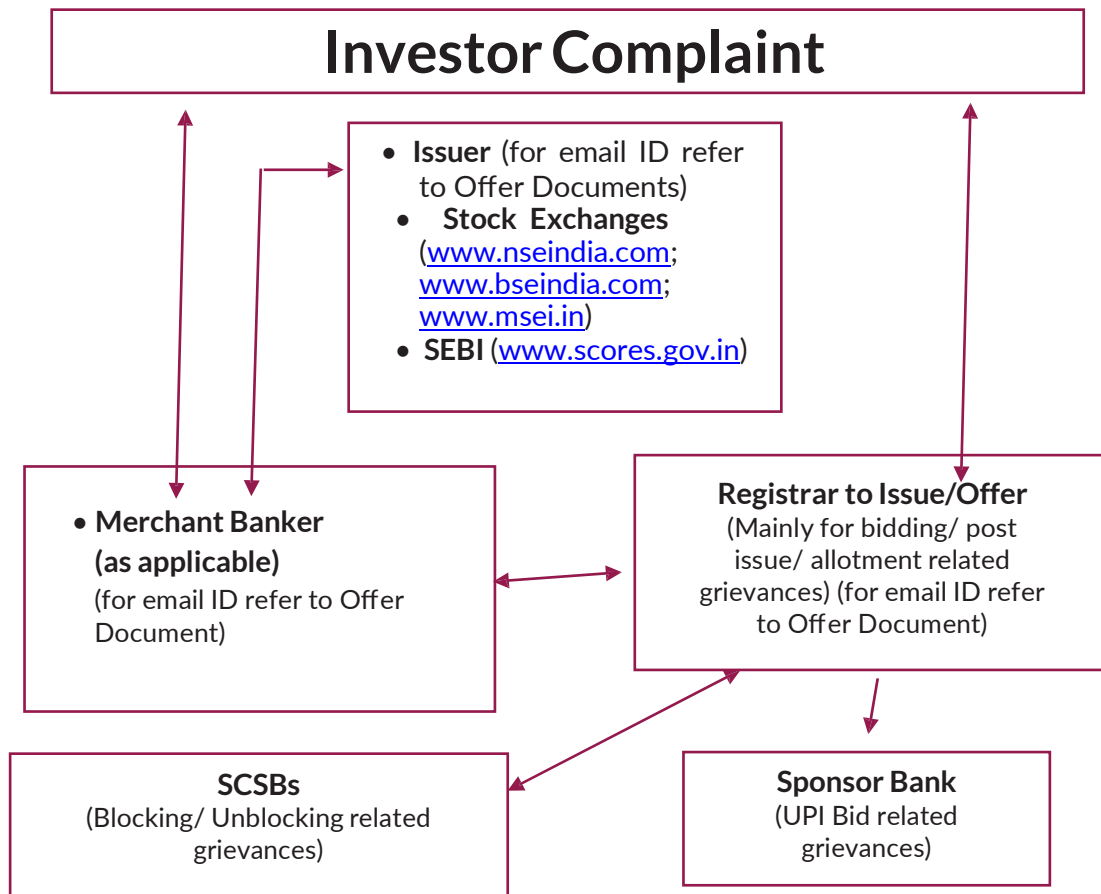 Investor Complaint
• Issuer (for email ID refer
to Offer Documents)
• Stock Exchanges
(www.nseindia.com;
www.bseindia.com;
www.msei.in)
• SEBI (www.scores.gov.in)
• Merchant Banker
(as applicable)
(for email ID refer to Offer
Document)
Registrar to Issue/Offer
(Mainly for bidding/ post
issue/ allotment related
grievances) (for email ID refer
to Offer Document)
SCSBs
(Blocking/ Unblocking related
grievances)
Sponsor Bank
(UPI Bid related
grievances)